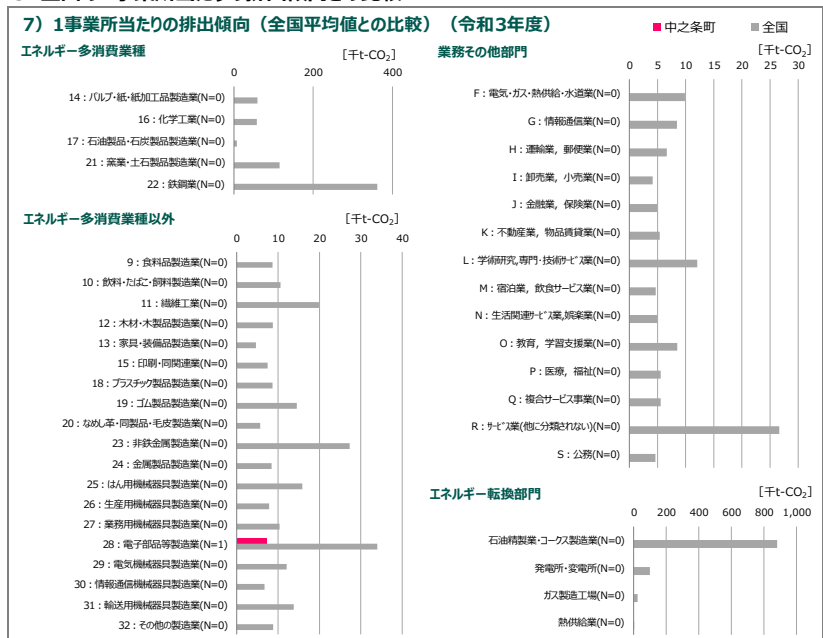 7）1事業所当たりの排出傾向（全国平均値との比較）（令和3年度）
中之条町
全国
エネルギー多消費業種
[千t-CO₂]
0 200 400
14：パルプ・紙・紙加工品製造業(N=0)
16：化学工業(N=0)
17：石油製品・石炭製品製造業(N=0)
21：窯業・土石製品製造業(N=0)
22：鉄鋼業(N=0)
エネルギー多消費業種以外
[千t-CO₂]
0 10 20 30 40
9：食料品製造業(N=0)
10：飲料・たばこ・飼料製造業(N=0)
11：繊維工業(N=0)
12：木材・木製品製造業(N=0)
13：家具・装備品製造業(N=0)
15：印刷・同関連業(N=0)
18：プラスチック製品製造業(N=0)
19：ゴム製品製造業(N=0)
20：なめし革・同製品・毛皮製造業(N=0)
23：非鉄金属製造業(N=0)
24：金属製品製造業(N=0)
25：はん用機械器具製造業(N=0)
26：生産用機械器具製造業(N=0)
27：業務用機械器具製造業(N=0)
28：電子部品等製造業(N=1)
29：電気機械器具製造業(N=0)
30：情報通信機械器具製造業(N=0)
31：輸送用機械器具製造業(N=0)
32：その他の製造業(N=0)
業務その他部門
[千t-CO₂]
0 5 10 15 20 25 30
F：電気・ガス・熱供給・水道業(N=0)
G：情報通信業(N=0)
H：運輸業，郵便業(N=0)
I：卸売業，小売業(N=0)
J：金融業，保険業(N=0)
K：不動産業，物品賃貸業(N=0)
L：学術研究,専門・技術ｻｰﾋﾞｽ業(N=0)
M：宿泊業，飲食サービス業(N=0)
N：生活関連ｻｰﾋﾞｽ業,娯楽業(N=0)
O：教育，学習支援業(N=0)
P：医療，福祉(N=0)
Q：複合サービス事業(N=0)
R：ｻｰﾋﾞｽ業(他に分類されない)(N=0)
S：公務(N=0)
エネルギー転換部門
[千t-CO₂]
0 200 400 600 800 1,000
石油精製業・コークス製造業(N=0)
発電所・変電所(N=0)
ガス製造工場(N=0)
熱供給業(N=0)